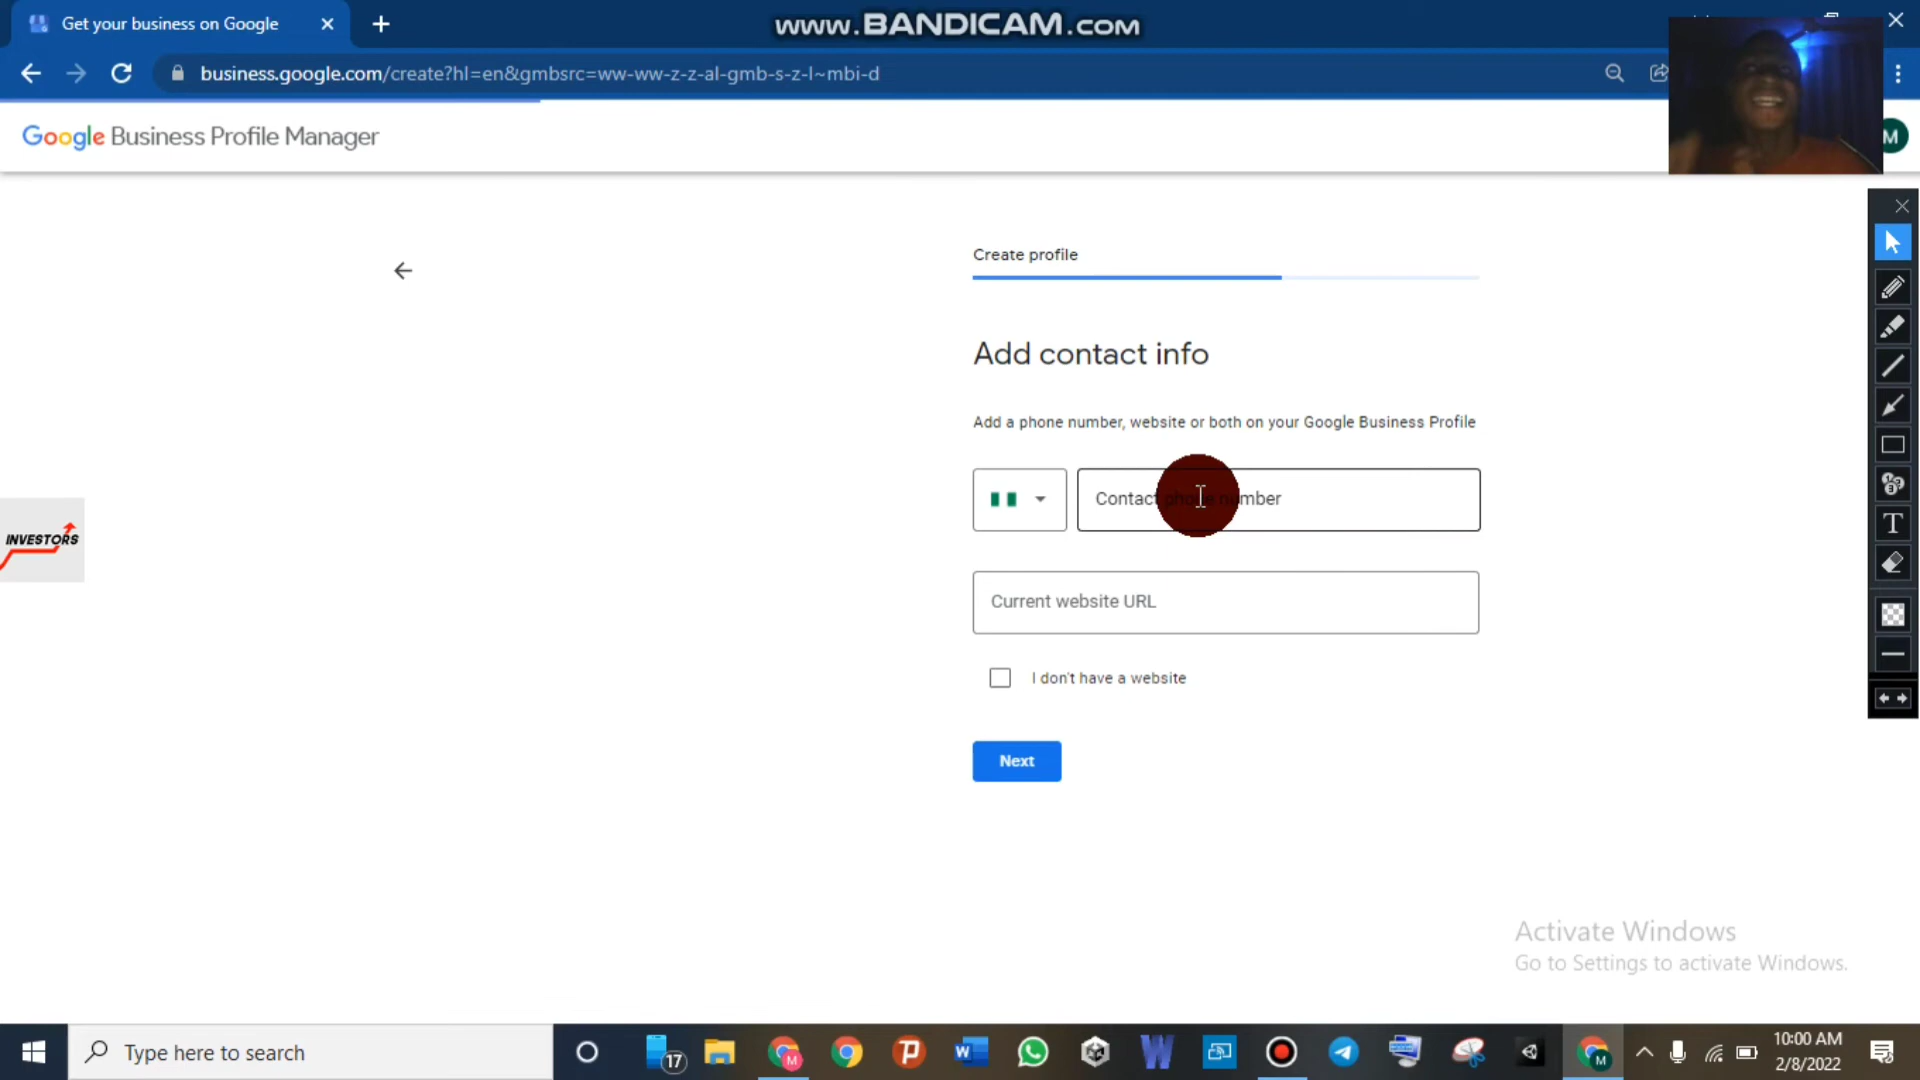 Get your business on Google
www.BANDICAM.com
business.google.com/create?hl=en&gmbsrc=ww-ww-z-z-al-gmb-s-z-l~mbi-d
Google Business Profile Manager
M
Create profile
Add contact info
Add a phone number, website or both on your Google Business Profile
Contact phone number
INVESTORS
Current website URL
I don't have a website
Next
Activate Windows
Go to Settings to activate Windows.
Type here to search
17
M
M
10:00 AM
2/8/2022